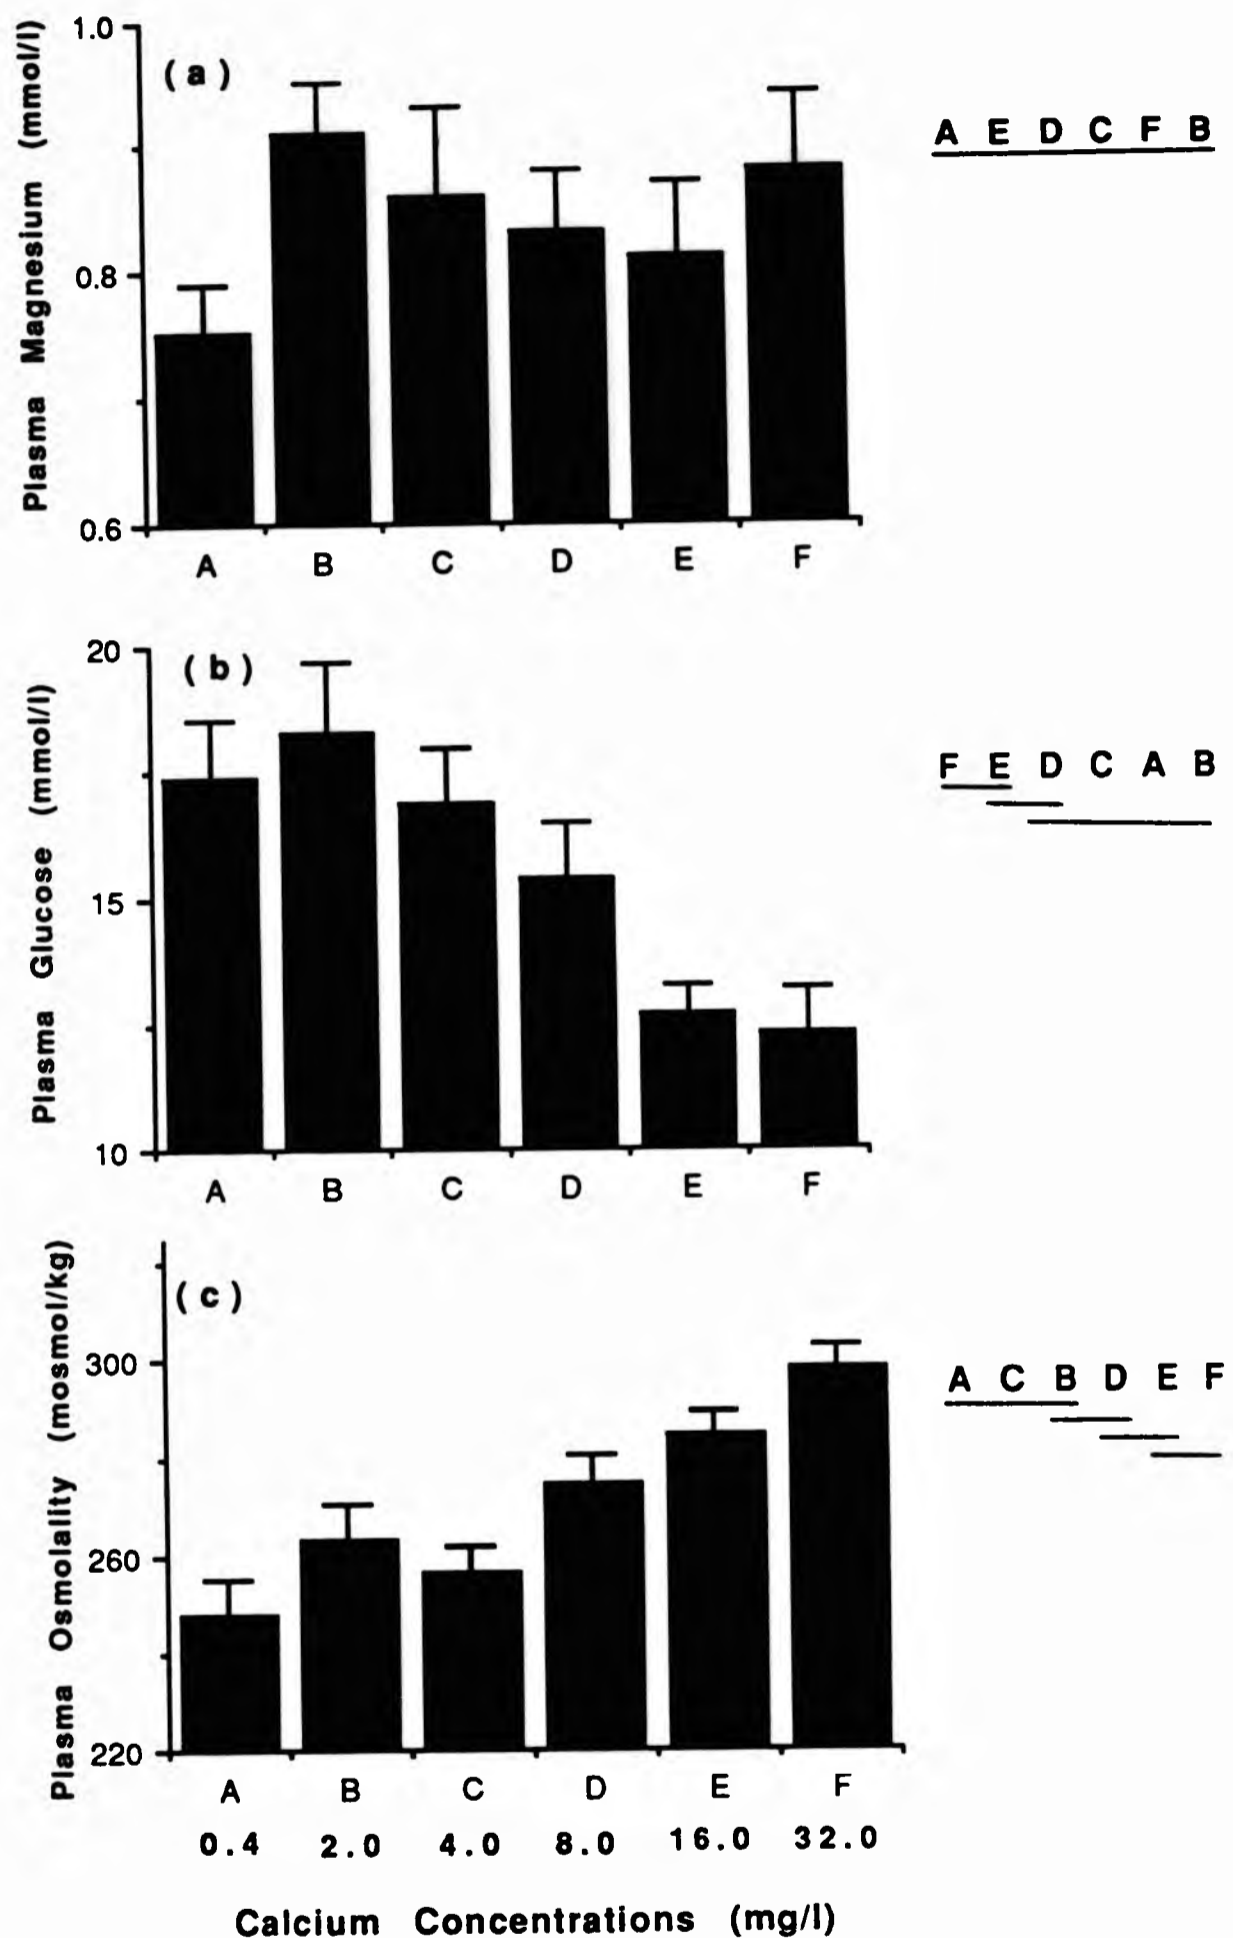 Plasma Magnesium (mmol/l)
1.0
0.8
0.6
(a)
A E D C F B
A B C D E F
Plasma Glucose (mmol/l)
20
15
10
(b)
F E D C A B
A B C D E F
Plasma Osmolality (mosmol/kg)
300
260
220
(c)
A C B D E F
A B C D E F
0.4 2.0 4.0 8.0 16.0 32.0
Calcium Concentrations (mg/l)